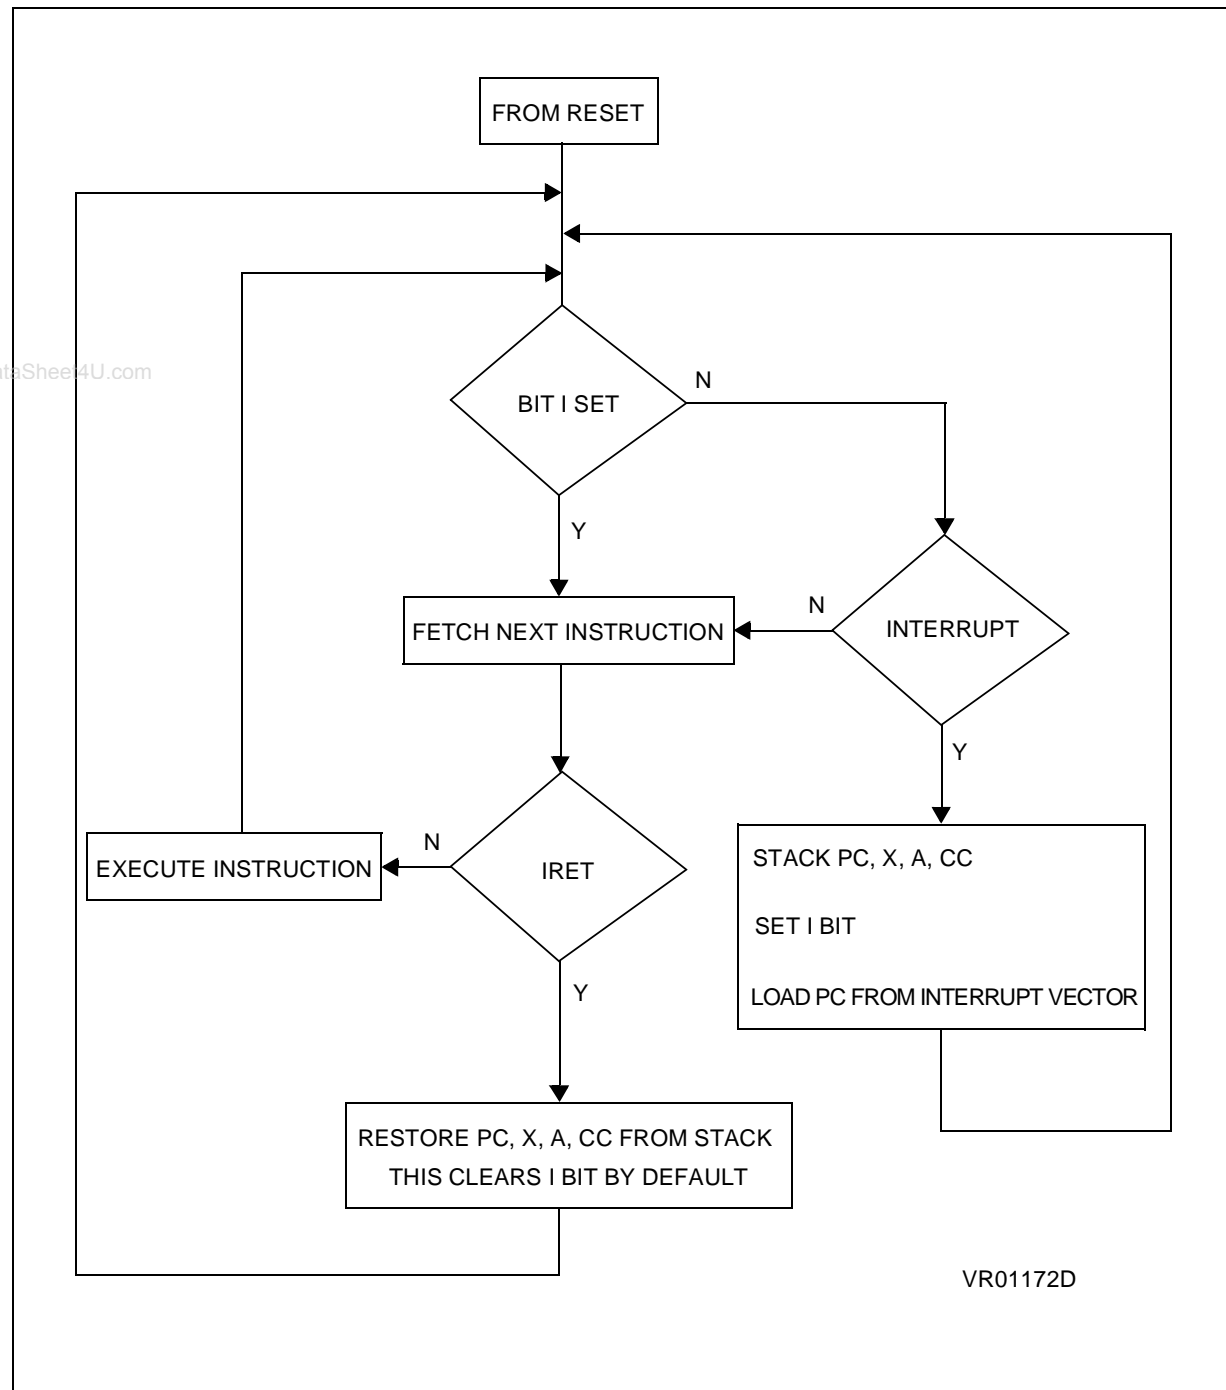 FROM RESET
ataSheet4U.com
BIT I SET
N
Y
FETCH NEXT INSTRUCTION
N
INTERRUPT
Y
EXECUTE INSTRUCTION
N
IRET
Y
STACK PC, X, A, CC
SET I BIT
LOAD PC FROM INTERRUPT VECTOR
RESTORE PC, X, A, CC FROM STACK
THIS CLEARS I BIT BY DEFAULT
VR01172D